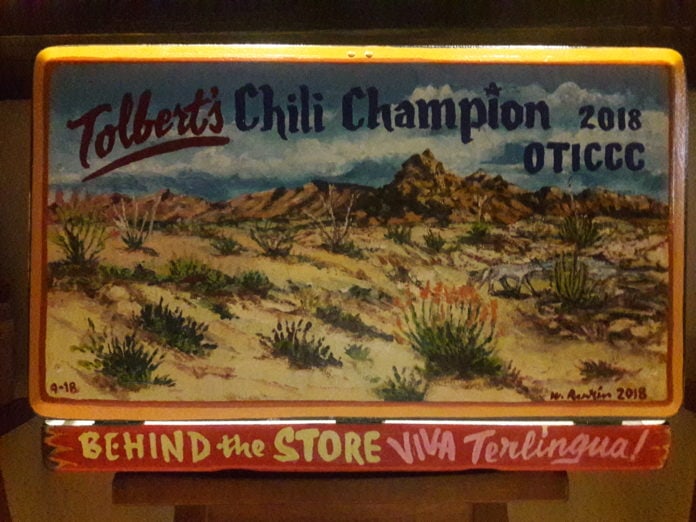 Tolbert's Chili Champion 2018
OTICCC
9-18
2018
BEHIND the STORE VIVA Terlingua!